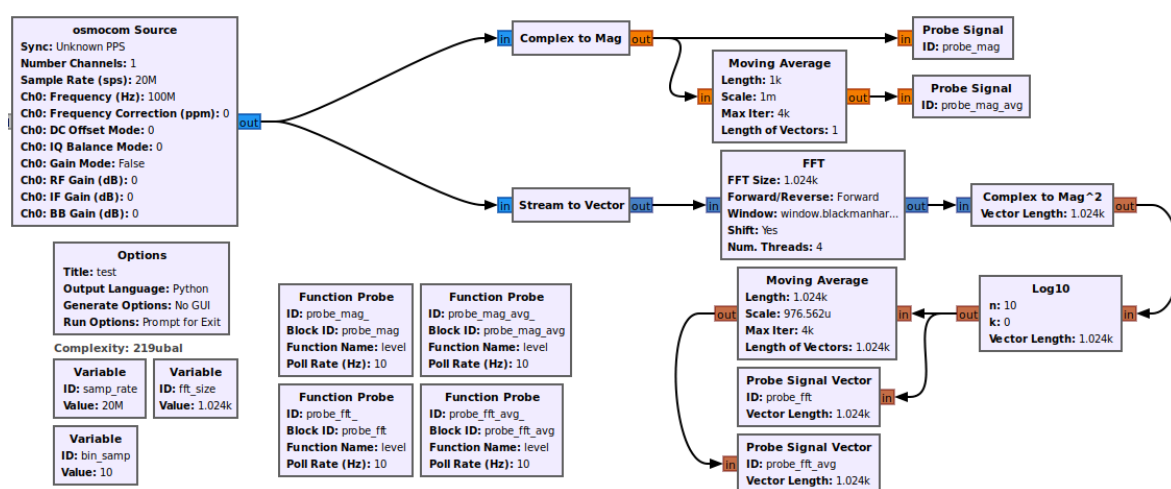 osmocom Source
Sync: Unknown PPS
Number Channels: 1
Sample Rate (sps): 20M
Ch0: Frequency (Hz): 100M
Ch0: Frequency Correction (ppm): 0
Ch0: DC Offset Mode: 0
Ch0: IQ Balance Mode: 0
Ch0: Gain Mode: False
Ch0: RF Gain (dB): 0
Ch0: IF Gain (dB): 0
Ch0: BB Gain (dB): 0
out
in
Complex to Mag
out
in
Probe Signal
ID: probe_mag
in
Moving Average
Length: 1k
Scale: 1m
Max Iter: 4k
Length of Vectors: 1
out
in
Probe Signal
ID: probe_mag_avg
in
Stream to Vector
out
in
FFT
FFT Size: 1.024k
Forward/Reverse: Forward
Window: window.blackmanhar...
Shift: Yes
Num. Threads: 4
out
in
Complex to Mag^2
Vector Length: 1.024k
out
Options
Title: test
Output Language: Python
Generate Options: No GUI
Run Options: Prompt for Exit
Complexity: 219ubal
Variable
ID: samp_rate
Value: 20M
Variable
ID: fft_size
Value: 1.024k
Variable
ID: bin_samp
Value: 10
Function Probe
ID: probe_mag_
Block ID: probe_mag
Function Name: level
Poll Rate (Hz): 10
Function Probe
ID: probe_mag_avg_
Block ID: probe_mag_avg
Function Name: level
Poll Rate (Hz): 10
Function Probe
ID: probe_fft_
Block ID: probe_fft
Function Name: level
Poll Rate (Hz): 10
Function Probe
ID: probe_fft_avg_
Block ID: probe_fft_avg
Function Name: level
Poll Rate (Hz): 10
out
Moving Average
Length: 1.024k
Scale: 976.562u
Max Iter: 4k
Length of Vectors: 1.024k
in
out
Log10
n: 10
k: 0
Vector Length: 1.024k
in
Probe Signal Vector
ID: probe_fft
Vector Length: 1.024k
in
in
Probe Signal Vector
ID: probe_fft_avg
Vector Length: 1.024k